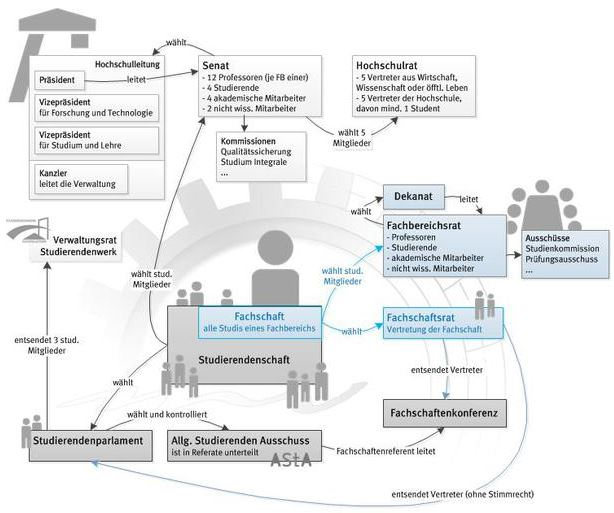 wählt
Hochschulleitung
Präsident
leitet
Vizepräsident
für Forschung und Technologie
Vizepräsident
für Studium und Lehre
Kanzler
leitet die Verwaltung
Senat
- 12 Professoren (je FB einer)
- 4 Studierende
- 4 akademische Mitarbeiter
- 2 nicht wiss. Mitarbeiter
Hochschulrat
- 5 Vertreter aus Wirtschaft,
Wissenschaft oder öfftl. Leben
- 5 Vertreter der Hochschule,
davon mind. 1 Student
wählt 5
Mitglieder
Kommissionen
Qualitätssicherung
Studium Integrale
...
Dekanat
leitet
wählt
Fachbereichsrat
- Professoren
- Studierende
- akademische Mitarbeiter
- nicht wiss. Mitarbeiter
Ausschüsse
Studienkommission
Prüfungsausschuss
...
Verwaltungsrat
Studierendenwerk
wählt stud.
Mitglieder
wählt stud.
Mitglieder
Fachschaft
alle Studis eines Fachbereichs
wählt
Fachschaftsrat
Vertretung der Fachschaft
Studierendenschaft
entsendet 3 stud.
Mitglieder
wählt
entsendet Vertreter
wählt und kontrolliert
Fachschaftenkonferenz
Studierendenparlament
Allg. Studierenden Ausschuss
ist in Referate unterteilt
AStA
Fachschaftenreferent leitet
entsendet Vertreter (ohne Stimmrecht)